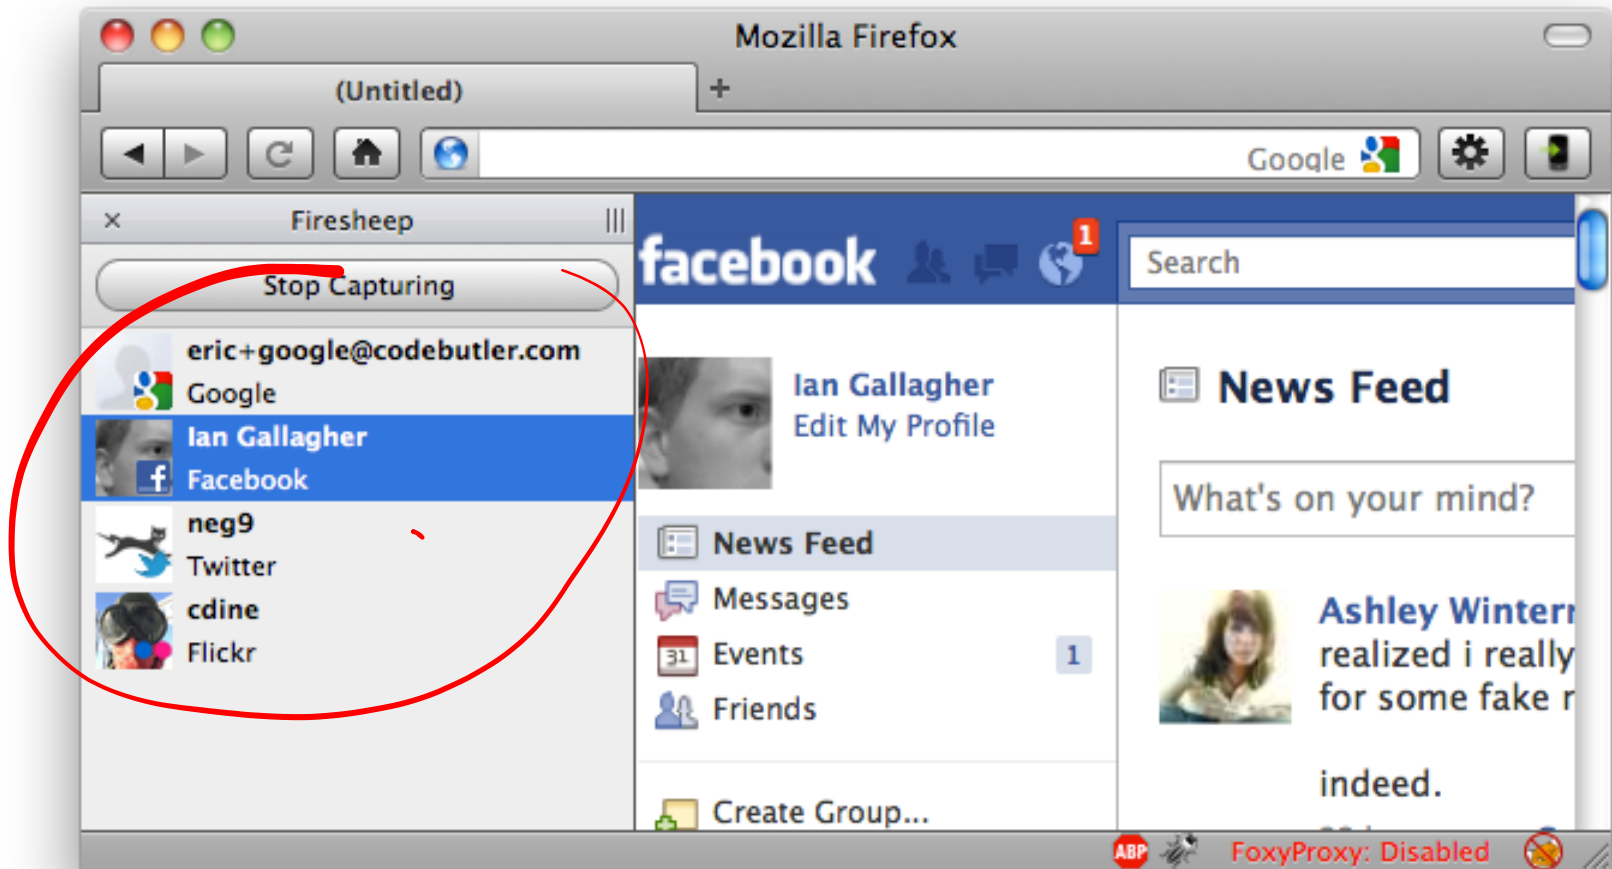 Mozilla Firefox
(Untitled)
Google
Firesheep
Stop Capturing
eric+google@codebutler.com
Google
Ian Gallagher
Facebook
neg9
Twitter
cdine
Flickr
facebook
1
Search
Ian Gallagher
Edit My Profile
News Feed
Messages
31
Events
1
Friends
Create Group...
News Feed
What's on your mind?
Ashley
realized i really
for some fake
indeed.
ABP
FoxyProxy: Disabled